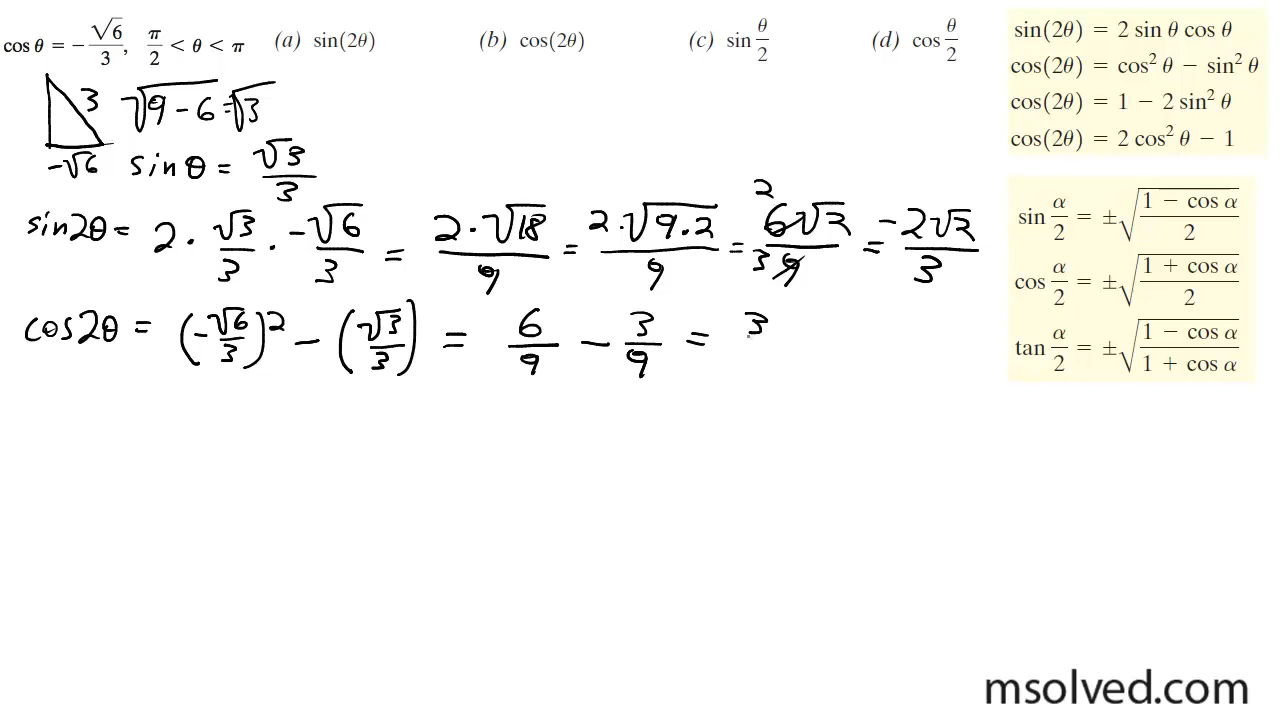 cos θ = −√6/3, π/2 < θ < π (a) sin(2θ) (b) cos(2θ) (c) sin θ/2 (d) cos θ/2
sin(2θ) = 2 sin θ cos θ
cos(2θ) = cos² θ − sin² θ
cos(2θ) = 1 − 2 sin² θ
cos(2θ) = 2 cos² θ − 1
sin α/2 = ±√((1 − cos α)/2)
cos α/2 = ±√((1 + cos α)/2)
tan α/2 = ±√((1 − cos α)/(1 + cos α))
3 √(9 − 6) = √3
−√6 sin θ = √3/3
sin2θ = 2 · √3/3 · −√6/3 = 2·√18/9 = 2·√(9·2)/9 = 2 6√2/3 9 = −2√2/3
cos2θ = (−√6/3)² − (√3/3) = 6/9 − 3/9 = 3
msolved.com